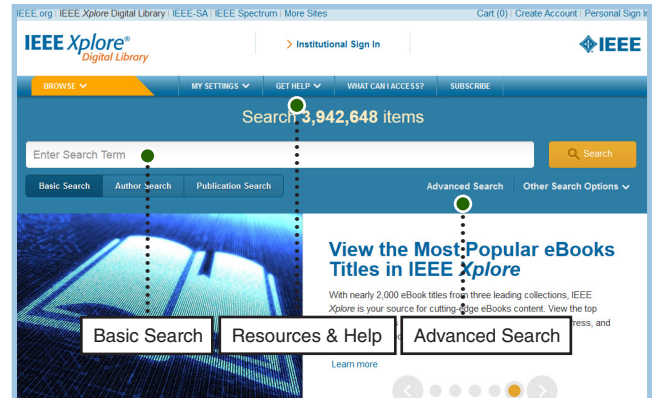 IEEE.org | IEEE Xplore Digital Library | IEEE-SA | IEEE Spectrum | More Sites
Cart (0) | Create Account | Personal Sign In
IEEE Xplore®
Digital Library
> Institutional Sign In
IEEE
BROWSE
MY SETTINGS
GET HELP
WHAT CAN I ACCESS?
SUBSCRIBE
Search 3,942,648 items
Enter Search Term
Search
Basic Search
Author Search
Publication Search
Advanced Search
Other Search Options
View the Most Popular eBooks
Titles in IEEE Xplore
With nearly 2,000 eBook titles from three leading collections, IEEE
Xplore is your source for cutting-edge eBooks content. View the top
ress, and
Basic Search
Resources & Help
Advanced Search
Learn more